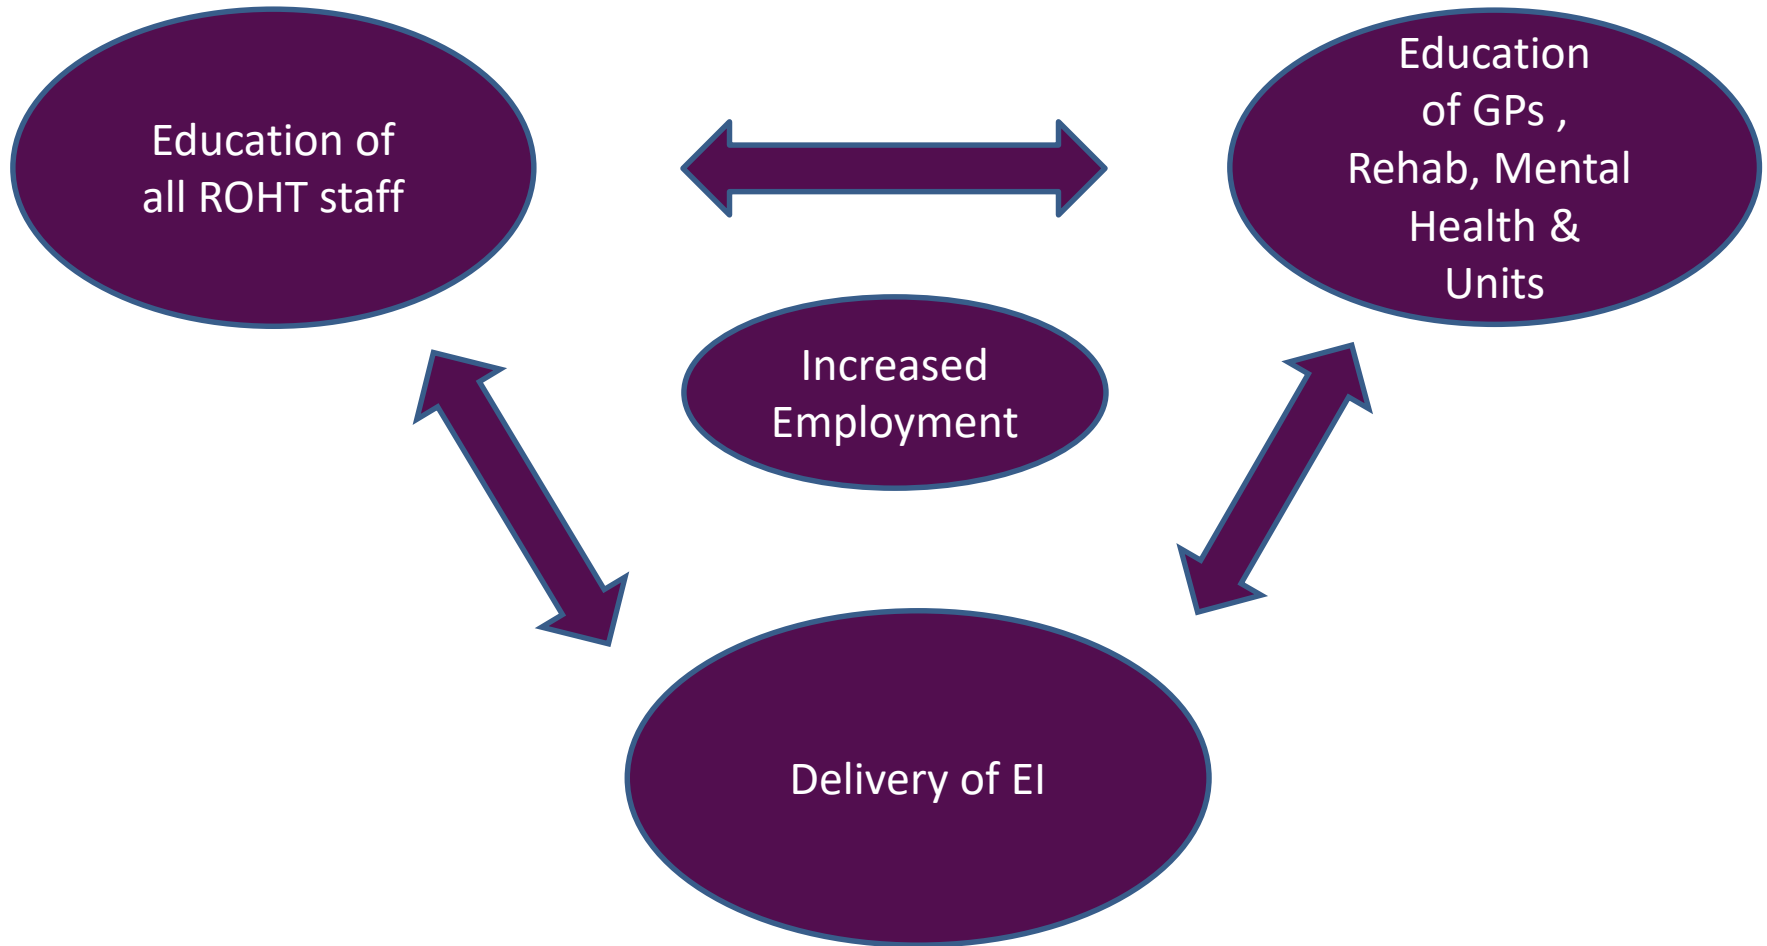 Education of
all ROHT staff
Education
of GPs ,
Rehab, Mental
Health &
Units
Increased
Employment
Delivery of EI